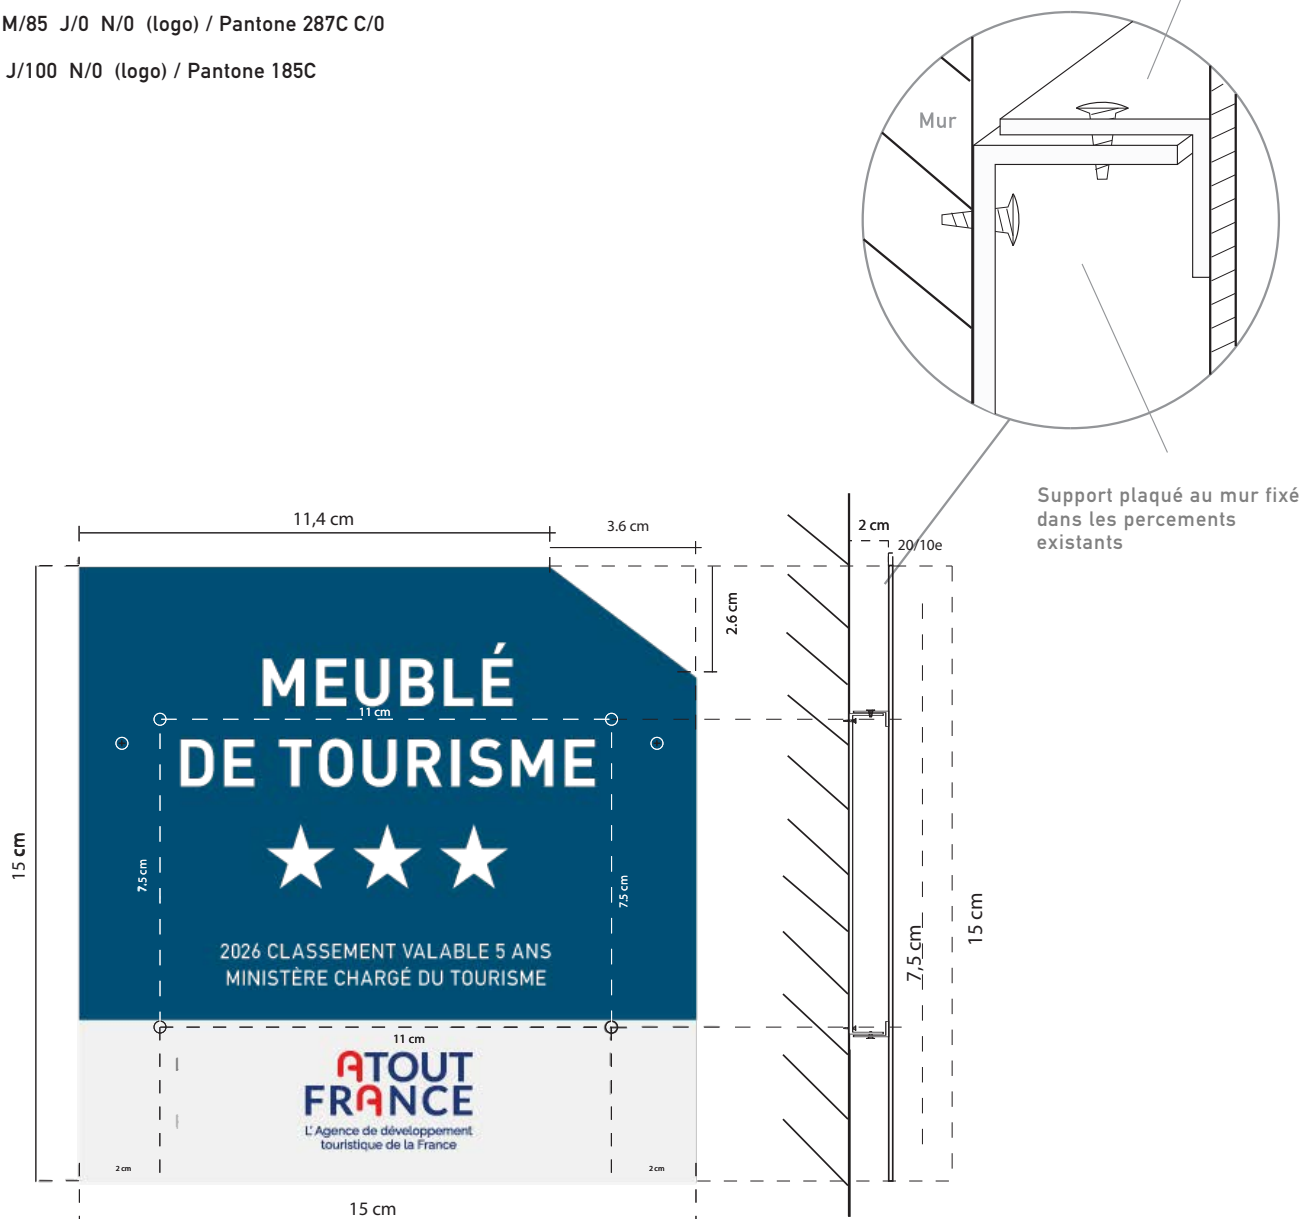 M/85 J/0 N/0 (logo) / Pantone 287C C/0
J/100 N/0 (logo) / Pantone 185C
Mur
Support plaqué au mur fixé
dans les percements
existants
11,4 cm
3.6 cm
2 cm
20/10e
2.6 cm
MEUBLÉ
11 cm
DE TOURISME
15 cm
7.5 cm
7.5 cm
2026 CLASSEMENT VALABLE 5 ANS
MINISTÈRE CHARGÉ DU TOURISME
7,5 cm
15 cm
11 cm
ATOUT
FRANCE
L'Agence de développement
touristique de la France
2 cm
2 cm
15 cm